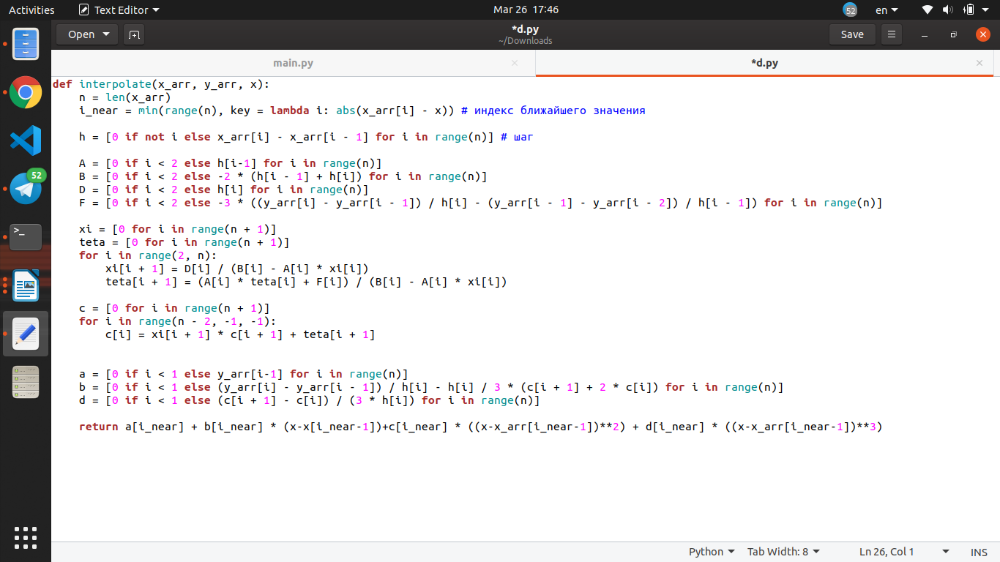 Activities
Text Editor
Mar 26 17:46
52
en
Open
*d.py
~/Downloads
Save
main.py
*d.py
52
>_
def interpolate(x_arr, y_arr, x):
    n = len(x_arr)
    i_near = min(range(n), key = lambda i: abs(x_arr[i] - x)) # индекс ближайшего значения
    h = [0 if not i else x_arr[i] - x_arr[i - 1] for i in range(n)] # шаг
    A = [0 if i < 2 else h[i-1] for i in range(n)]
    B = [0 if i < 2 else -2 * (h[i - 1] + h[i]) for i in range(n)]
    D = [0 if i < 2 else h[i] for i in range(n)]
    F = [0 if i < 2 else -3 * ((y_arr[i] - y_arr[i - 1]) / h[i] - (y_arr[i - 1] - y_arr[i - 2]) / h[i - 1]) for i in range(n)]
    xi = [0 for i in range(n + 1)]
    teta = [0 for i in range(n + 1)]
    for i in range(2, n):
        xi[i + 1] = D[i] / (B[i] - A[i] * xi[i])
        teta[i + 1] = (A[i] * teta[i] + F[i]) / (B[i] - A[i] * xi[i])
    c = [0 for i in range(n + 1)]
    for i in range(n - 2, -1, -1):
        c[i] = xi[i + 1] * c[i + 1] + teta[i + 1]
    a = [0 if i < 1 else y_arr[i-1] for i in range(n)]
    b = [0 if i < 1 else (y_arr[i] - y_arr[i - 1]) / h[i] - h[i] / 3 * (c[i + 1] + 2 * c[i]) for i in range(n)]
    d = [0 if i < 1 else (c[i + 1] - c[i]) / (3 * h[i]) for i in range(n)]
    return a[i_near] + b[i_near] * (x-x[i_near-1])+c[i_near] * ((x-x_arr[i_near-1])**2) + d[i_near] * ((x-x_arr[i_near-1])**3)
Python
Tab Width: 8
Ln 26, Col 1
INS